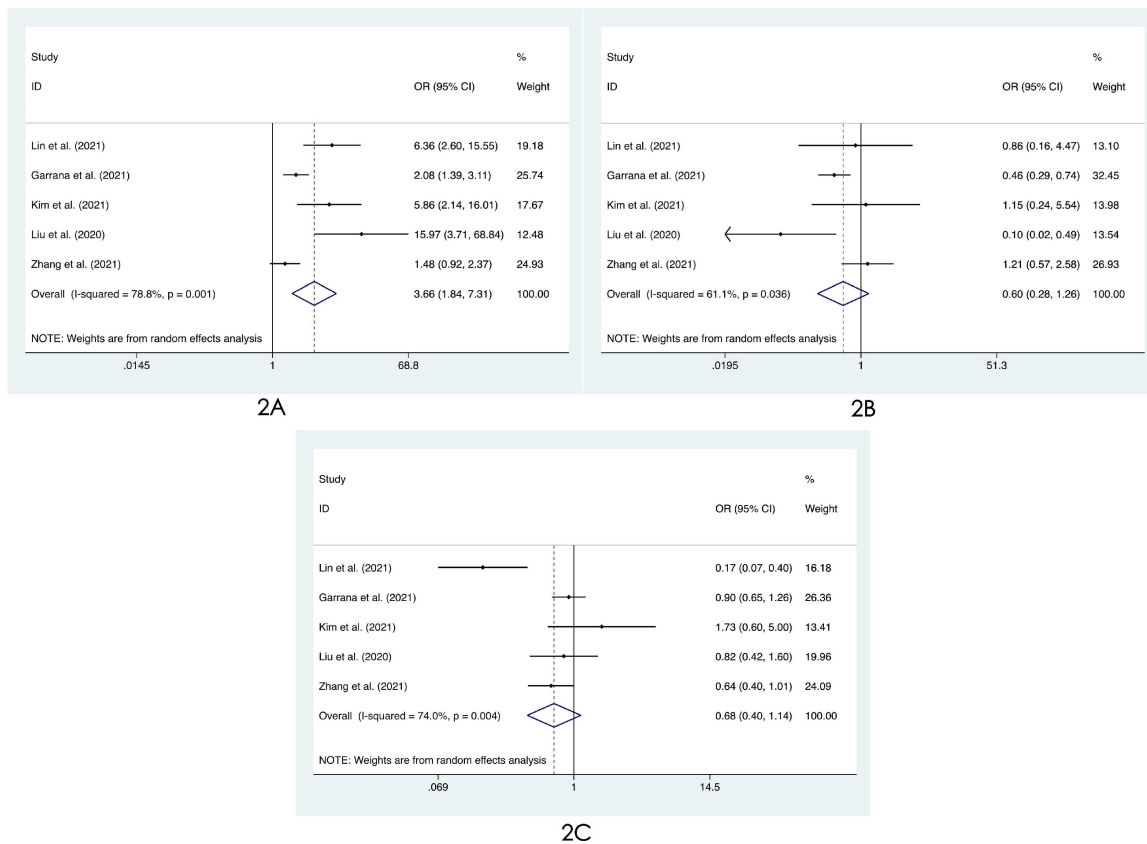 Study %
ID OR (95% CI) Weight
Lin et al. (2021) 6.36 (2.60, 15.55) 19.18
Garrana et al. (2021) 2.08 (1.39, 3.11) 25.74
Kim et al. (2021) 5.86 (2.14, 16.01) 17.67
Liu et al. (2020) 15.97 (3.71, 68.84) 12.48
Zhang et al. (2021) 1.48 (0.92, 2.37) 24.93
Overall (I-squared = 78.8%, p = 0.001) 3.66 (1.84, 7.31) 100.00
NOTE: Weights are from random effects analysis
.0145 1 68.8
2A
Study %
ID OR (95% CI) Weight
Lin et al. (2021) 0.86 (0.16, 4.47) 13.10
Garrana et al. (2021) 0.46 (0.29, 0.74) 32.45
Kim et al. (2021) 1.15 (0.24, 5.54) 13.98
Liu et al. (2020) 0.10 (0.02, 0.49) 13.54
Zhang et al. (2021) 1.21 (0.57, 2.58) 26.93
Overall (I-squared = 61.1%, p = 0.036) 0.60 (0.28, 1.26) 100.00
NOTE: Weights are from random effects analysis
.0195 1 51.3
2B
Study %
ID OR (95% CI) Weight
Lin et al. (2021) 0.17 (0.07, 0.40) 16.18
Garrana et al. (2021) 0.90 (0.65, 1.26) 26.36
Kim et al. (2021) 1.73 (0.60, 5.00) 13.41
Liu et al. (2020) 0.82 (0.42, 1.60) 19.96
Zhang et al. (2021) 0.64 (0.40, 1.01) 24.09
Overall (I-squared = 74.0%, p = 0.004) 0.68 (0.40, 1.14) 100.00
NOTE: Weights are from random effects analysis
.069 1 14.5
2C